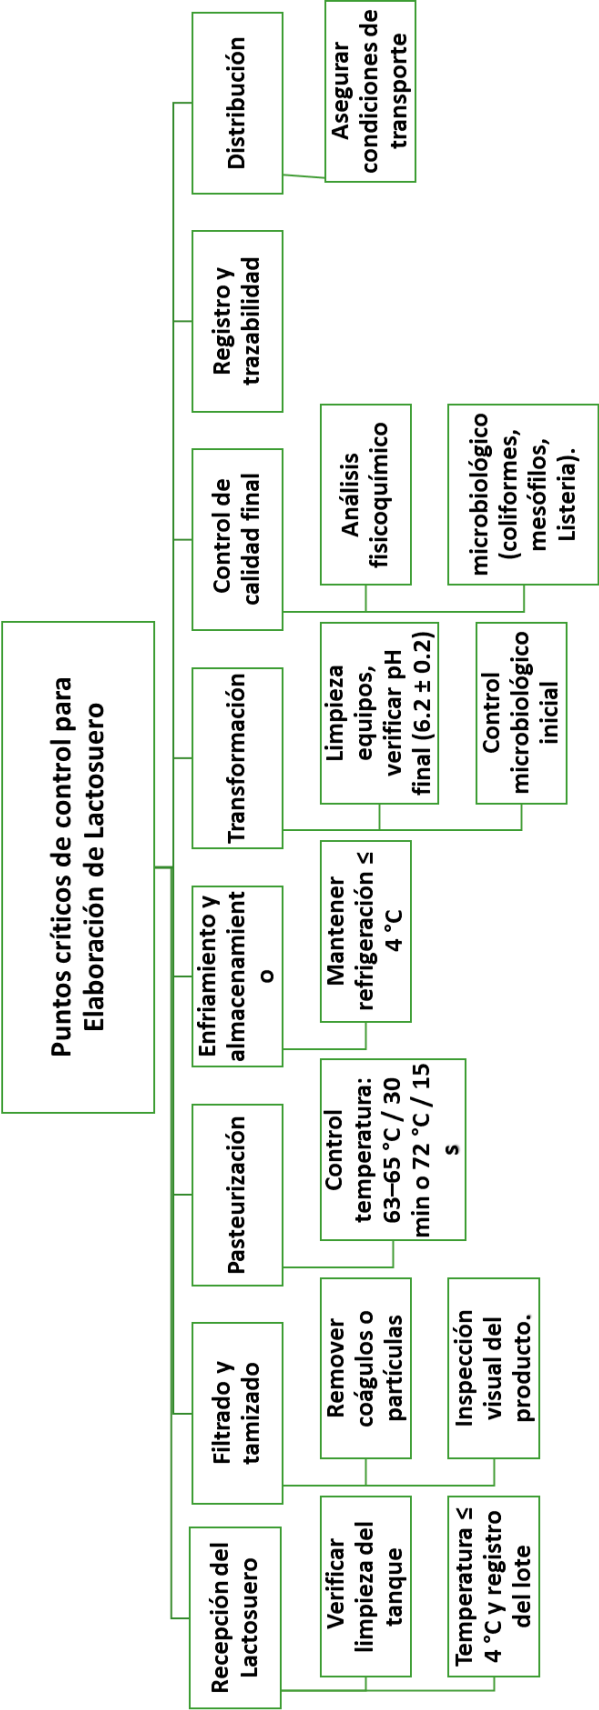 Puntos críticos de control para
Elaboración de Lactosuero
Recepción del
Lactosuero
Verificar
limpieza del
tanque
Temperatura ≤
4 °C y registro
del lote
Filtrado y
tamizado
Remover
coágulos o
partículas
Inspección
visual del
producto.
Pasteurización
Control
temperatura:
63–65 °C / 30
min o 72 °C / 15
s
Enfriamiento y
almacenamient
o
Mantener
refrigeración ≤
4 °C
Transformación
Limpieza
equipos,
verificar pH
final (6.2 ± 0.2)
Control
microbiológico
inicial
Control de
calidad final
Análisis
fisicoquímico
microbiológico
(coliformes,
mesófilos,
Listeria).
Registro y
trazabilidad
Distribución
Asegurar
condiciones de
transporte